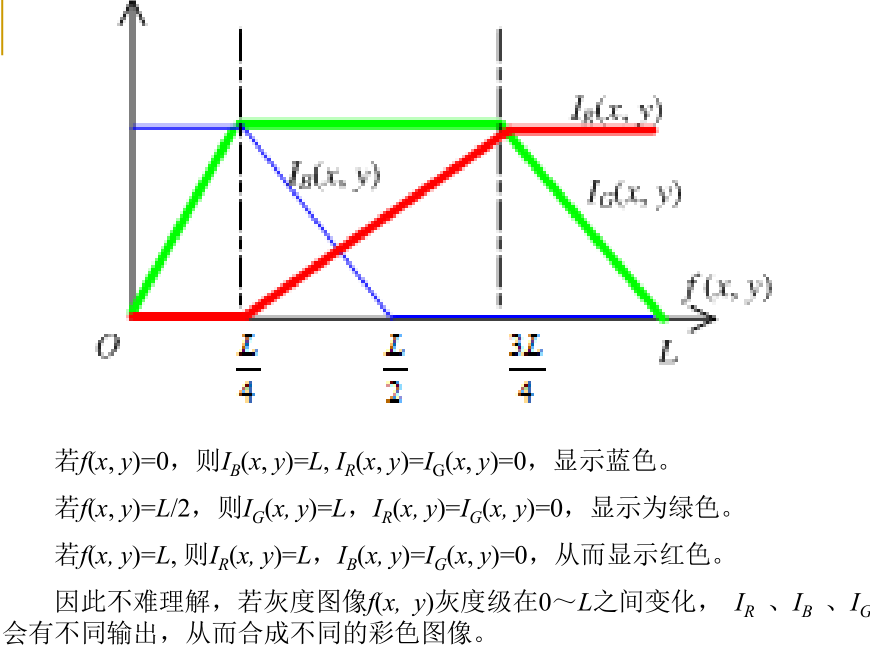 I_R(x, y)
I_B(x, y)
I_G(x, y)
f(x, y)
O
L/4
L/2
3L/4
L
若f(x, y)=0，则I_B(x, y)=L, I_R(x, y)=I_G(x, y)=0，显示蓝色。
若f(x, y)=L/2，则I_G(x, y)=L，I_R(x, y)=I_G(x, y)=0，显示为绿色。
若f(x, y)=L, 则I_R(x, y)=L，I_B(x, y)=I_G(x, y)=0，从而显示红色。
因此不难理解，若灰度图像f(x, y)灰度级在0～L之间变化， I_R 、I_B 、I_G
会有不同输出，从而合成不同的彩色图像。